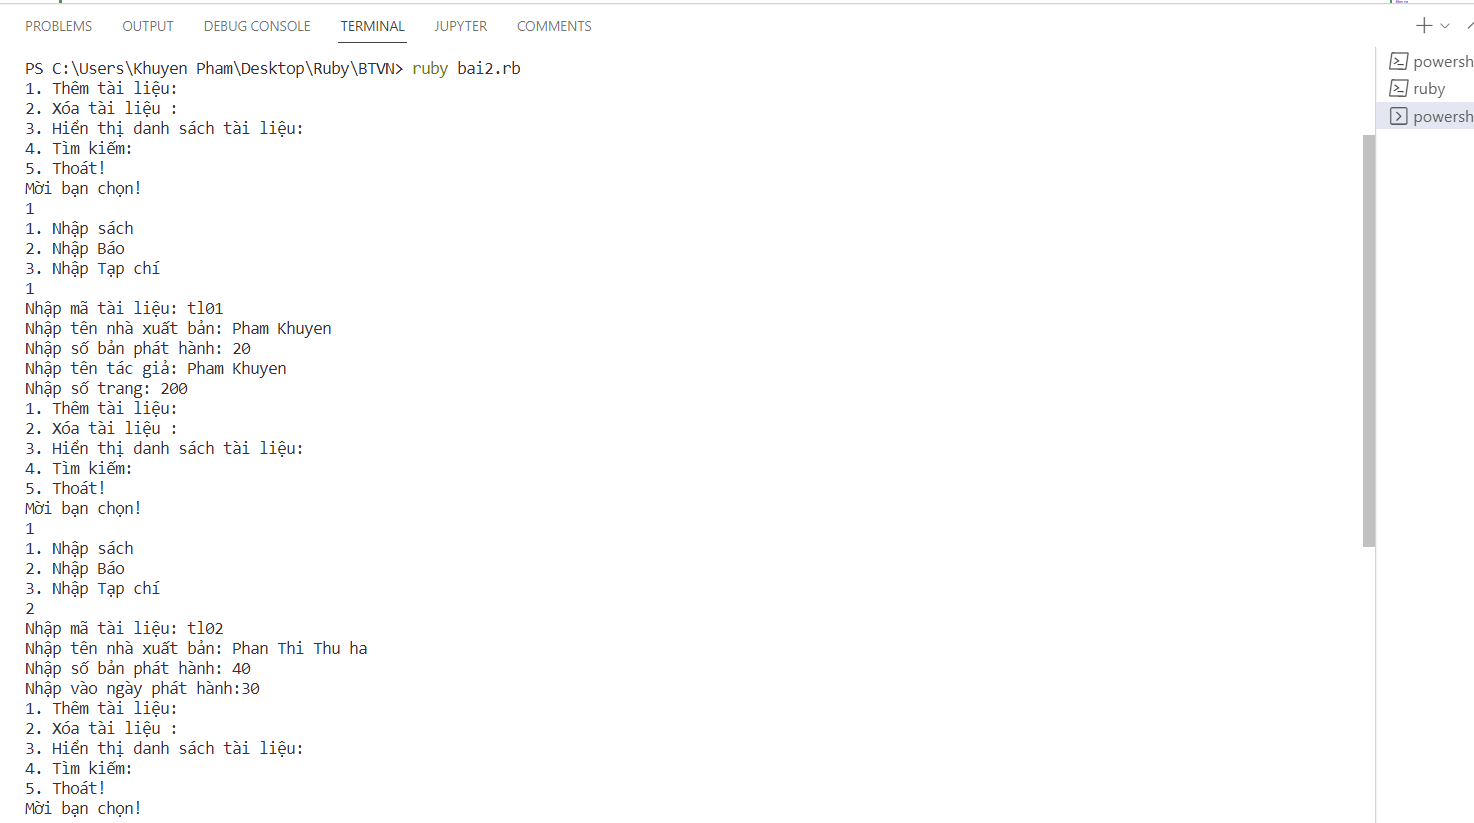 PROBLEMS OUTPUT DEBUG CONSOLE TERMINAL JUPYTER COMMENTS
PS C:\Users\Khuyen Pham\Desktop\Ruby\BTVN> ruby bai2.rb
1. Thêm tài liệu:
2. Xóa tài liệu :
3. Hiển thị danh sách tài liệu:
4. Tìm kiếm:
5. Thoát!
Mời bạn chọn!
1
1. Nhập sách
2. Nhập Báo
3. Nhập Tạp chí
1
Nhập mã tài liệu: tl01
Nhập tên nhà xuất bản: Pham Khuyen
Nhập số bản phát hành: 20
Nhập tên tác giả: Pham Khuyen
Nhập số trang: 200
1. Thêm tài liệu:
2. Xóa tài liệu :
3. Hiển thị danh sách tài liệu:
4. Tìm kiếm:
5. Thoát!
Mời bạn chọn!
1
1. Nhập sách
2. Nhập Báo
3. Nhập Tạp chí
2
Nhập mã tài liệu: tl02
Nhập tên nhà xuất bản: Phan Thi Thu ha
Nhập số bản phát hành: 40
Nhập vào ngày phát hành:30
1. Thêm tài liệu:
2. Xóa tài liệu :
3. Hiển thị danh sách tài liệu:
4. Tìm kiếm:
5. Thoát!
Mời bạn chọn!
powersh
ruby
powersh